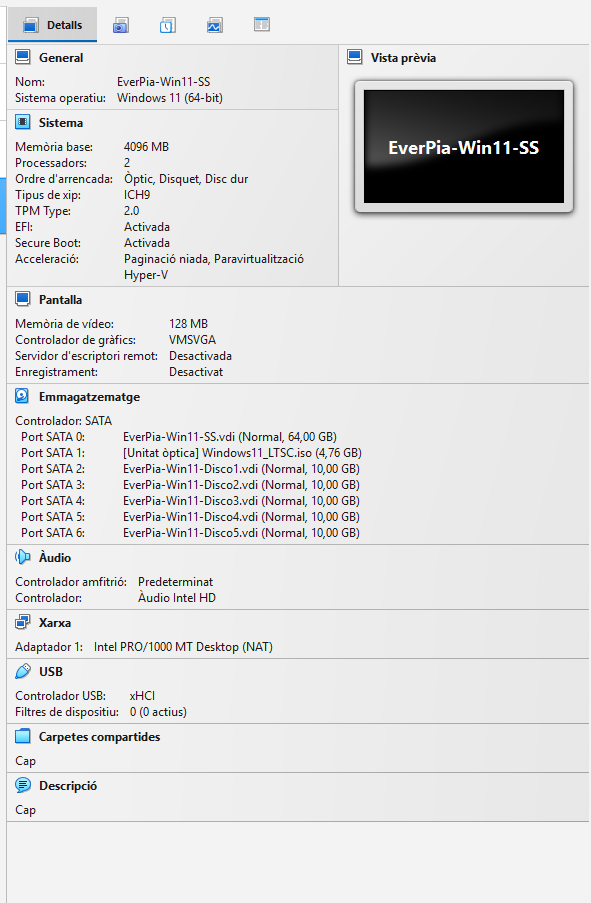 Detalls
General
Nom: EverPia-Win11-SS
Sistema operatiu: Windows 11 (64-bit)
Sistema
Memòria base: 4096 MB
Processadors: 2
Ordre d'arrencada: Òptic, Disquet, Disc dur
Tipus de xip: ICH9
TPM Type: 2.0
EFI: Activada
Secure Boot: Activada
Acceleració: Paginació niada, Paravirtualització
Hyper-V
Vista prèvia
EverPia-Win11-SS
Pantalla
Memòria de vídeo: 128 MB
Controlador de gràfics: VMSVGA
Servidor d'escriptori remot: Desactivada
Enregistrament: Desactivat
Emmagatzematge
Controlador: SATA
Port SATA 0: EverPia-Win11-SS.vdi (Normal, 64,00 GB)
Port SATA 1: [Unitat òptica] Windows11_LTSC.iso (4,76 GB)
Port SATA 2: EverPia-Win11-Disco1.vdi (Normal, 10,00 GB)
Port SATA 3: EverPia-Win11-Disco2.vdi (Normal, 10,00 GB)
Port SATA 4: EverPia-Win11-Disco3.vdi (Normal, 10,00 GB)
Port SATA 5: EverPia-Win11-Disco4.vdi (Normal, 10,00 GB)
Port SATA 6: EverPia-Win11-Disco5.vdi (Normal, 10,00 GB)
Àudio
Controlador amfitrió: Predeterminat
Controlador: Àudio Intel HD
Xarxa
Adaptador 1: Intel PRO/1000 MT Desktop (NAT)
USB
Controlador USB: xHCI
Filtres de dispositiu: 0 (0 actius)
Carpetes compartides
Cap
Descripció
Cap